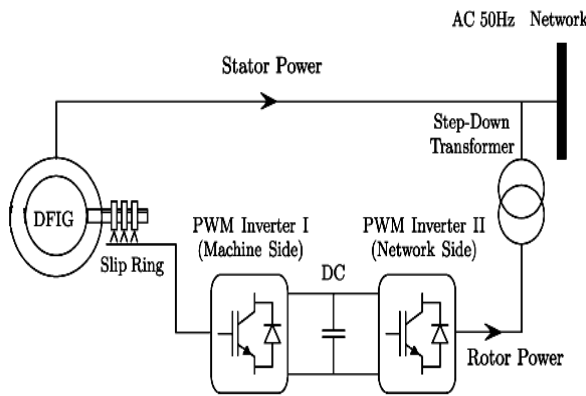 AC 50Hz Network
Stator Power
Step-Down
Transformer
DFIG
PWM Inverter I
(Machine Side)
PWM Inverter II
(Network Side)
Slip Ring
DC
Rotor Power